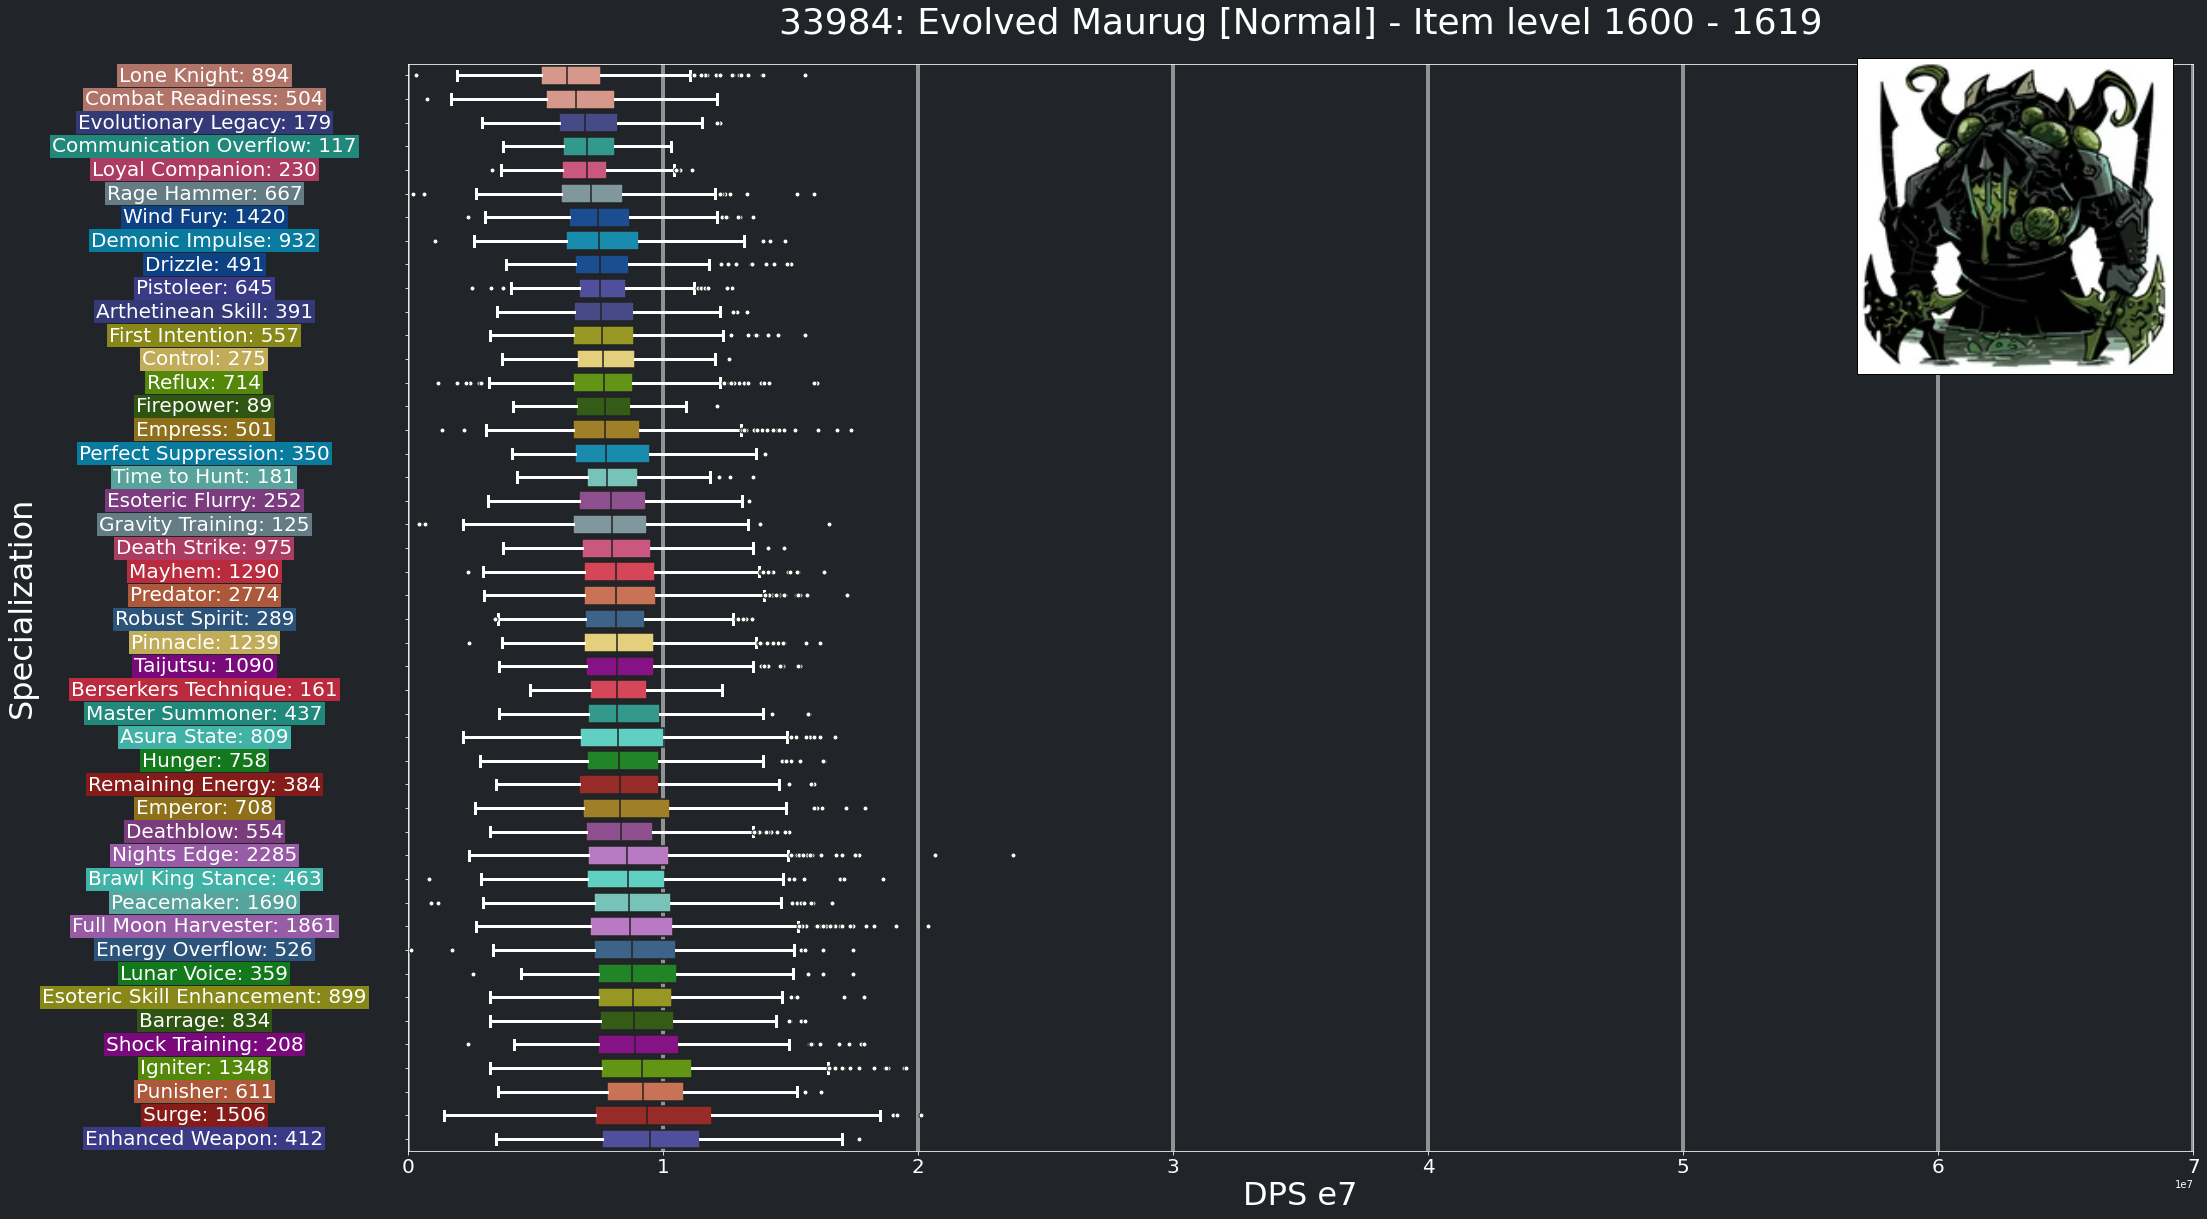 33984: Evolved Maurug [Normal] - Item level 1600 - 1619
Specialization
Lone Knight: 894
Combat Readiness: 504
Evolutionary Legacy: 179
Communication Overflow: 117
Loyal Companion: 230
Rage Hammer: 667
Wind Fury: 1420
Demonic Impulse: 932
Drizzle: 491
Pistoleer: 645
Arthetinean Skill: 391
First Intention: 557
Control: 275
Reflux: 714
Firepower: 89
Empress: 501
Perfect Suppression: 350
Time to Hunt: 181
Esoteric Flurry: 252
Gravity Training: 125
Death Strike: 975
Mayhem: 1290
Predator: 2774
Robust Spirit: 289
Pinnacle: 1239
Taijutsu: 1090
Berserkers Technique: 161
Master Summoner: 437
Asura State: 809
Hunger: 758
Remaining Energy: 384
Emperor: 708
Deathblow: 554
Nights Edge: 2285
Brawl King Stance: 463
Peacemaker: 1690
Full Moon Harvester: 1861
Energy Overflow: 526
Lunar Voice: 359
Esoteric Skill Enhancement: 899
Barrage: 834
Shock Training: 208
Igniter: 1348
Punisher: 611
Surge: 1506
Enhanced Weapon: 412
0 1 2 3 4 5 6 7
1e7
DPS e7